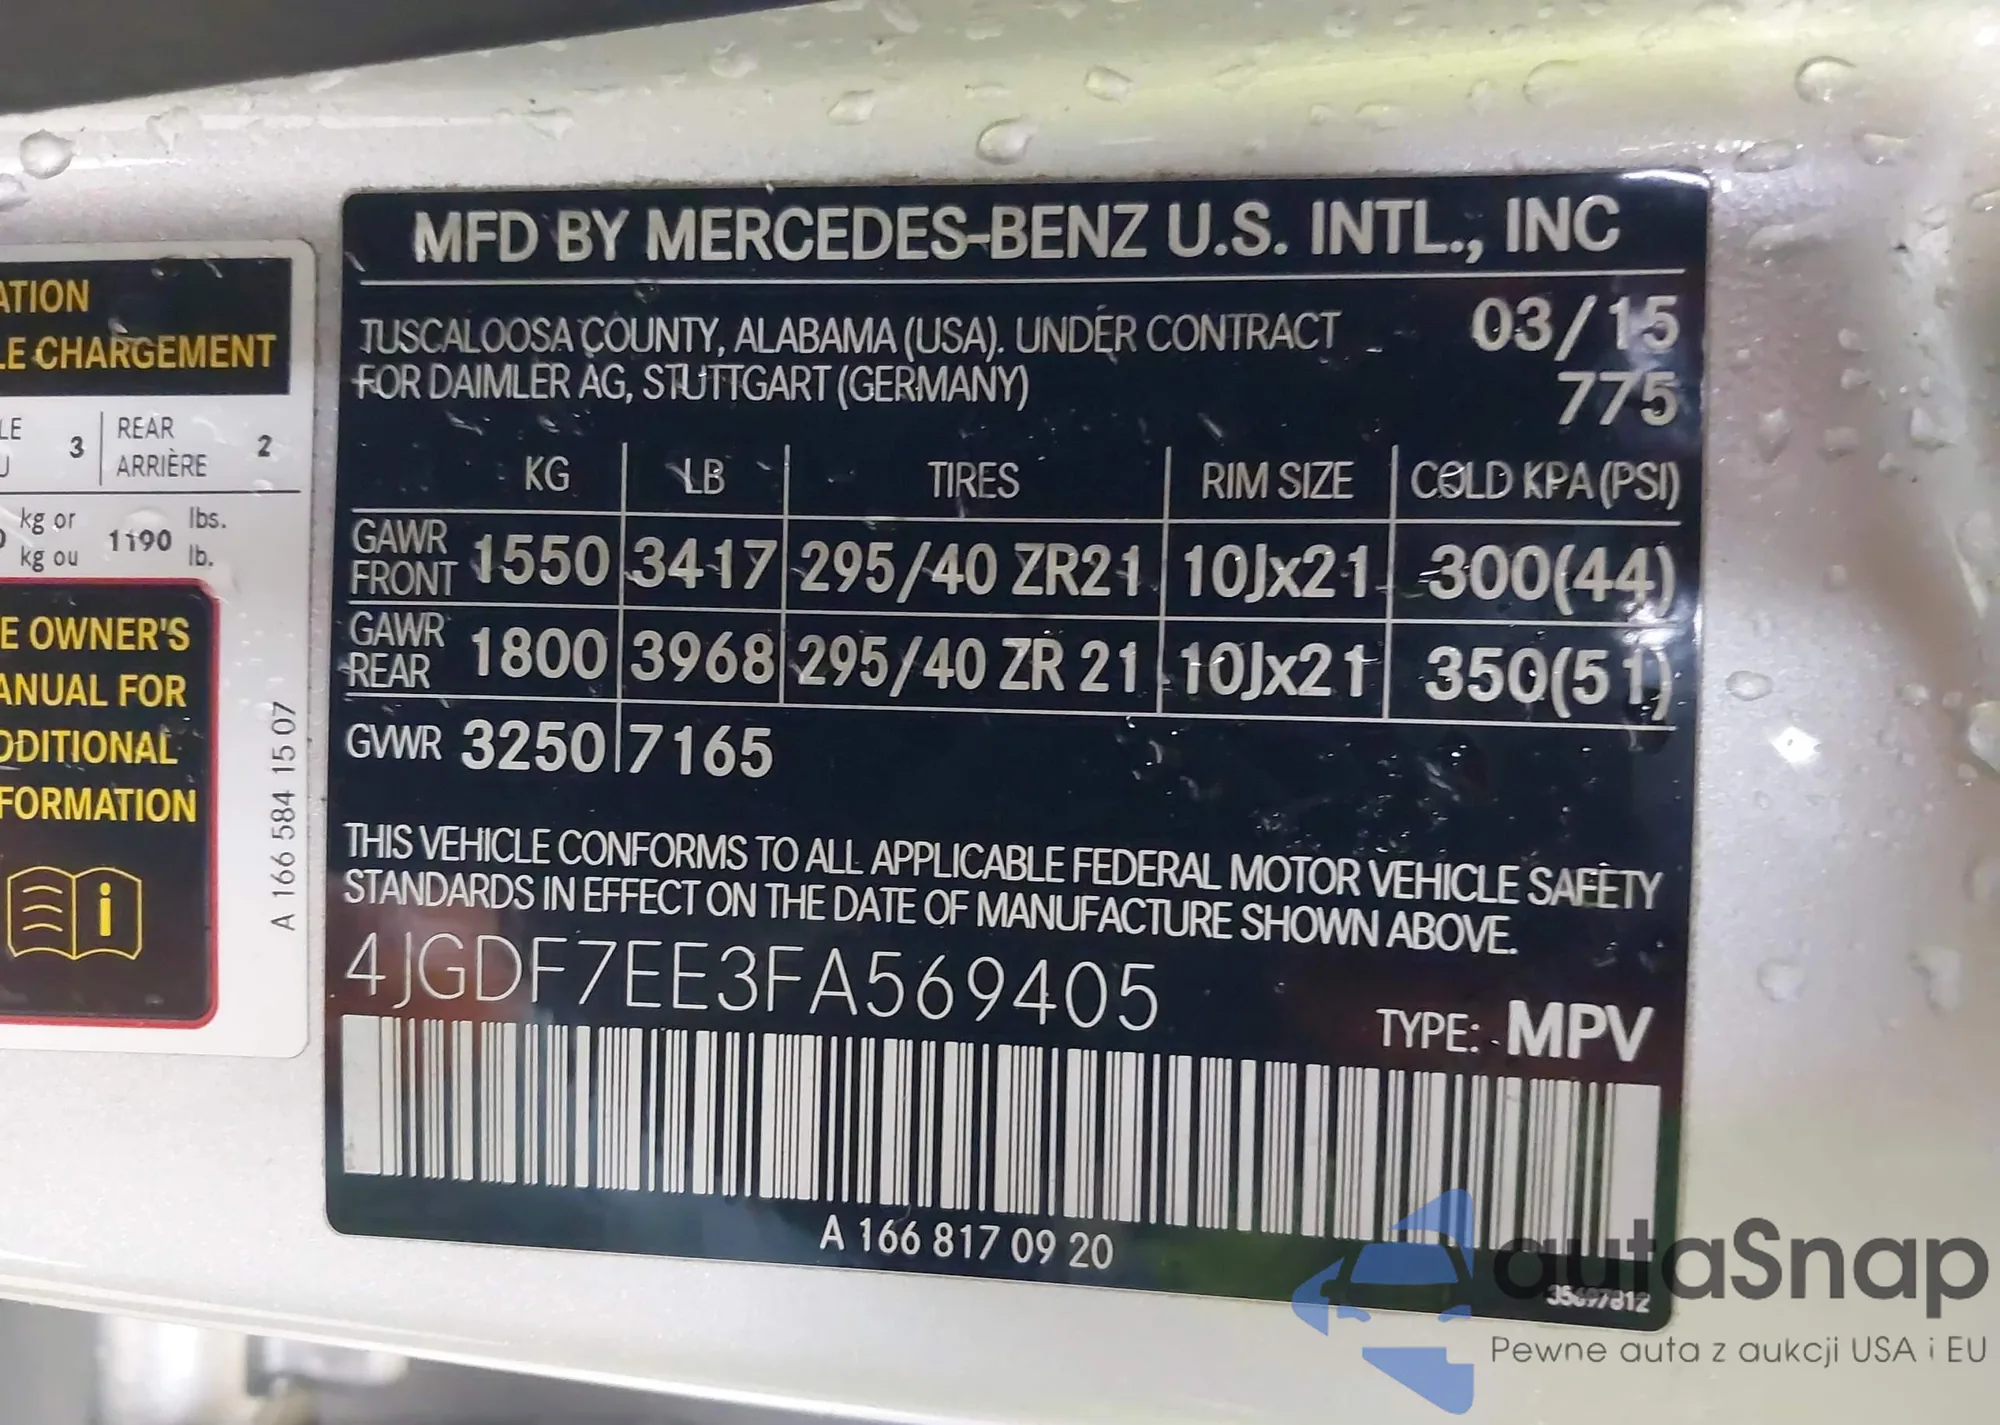 ATION
LE CHARGEMENT
LE
U
3
REAR
ARRIÈRE
2
kg or
kg ou
1190
lbs.
lb.
E OWNER'S
ANUAL FOR
DDITIONAL
FORMATION
A 166 584 15 07
MFD BY MERCEDES-BENZ U.S. INTL., INC
TUSCALOOSA COUNTY, ALABAMA (USA). UNDER CONTRACT
FOR DAIMLER AG, STUTTGART (GERMANY)
03/15
775
KG LB TIRES RIM SIZE COLD KPA (PSI)
GAWR
FRONT 1550 3417 295/40 ZR21 10Jx21 300(44)
GAWR
REAR 1800 3968 295/40 ZR 21 10Jx21 350(51)
GVWR 3250 7165
THIS VEHICLE CONFORMS TO ALL APPLICABLE FEDERAL MOTOR VEHICLE SAFETY
STANDARDS IN EFFECT ON THE DATE OF MANUFACTURE SHOWN ABOVE.
4JGDF7EE3FA569405
TYPE: MPV
A 166 817 09 20
autaSnap
Pewne auta z aukcji USA i EU